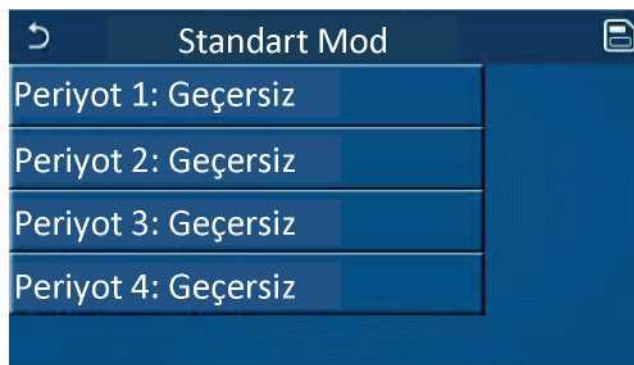 Standart Mod
Periyot 1: Geçersiz
Periyot 2: Geçersiz
Periyot 3: Geçersiz
Periyot 4: Geçersiz